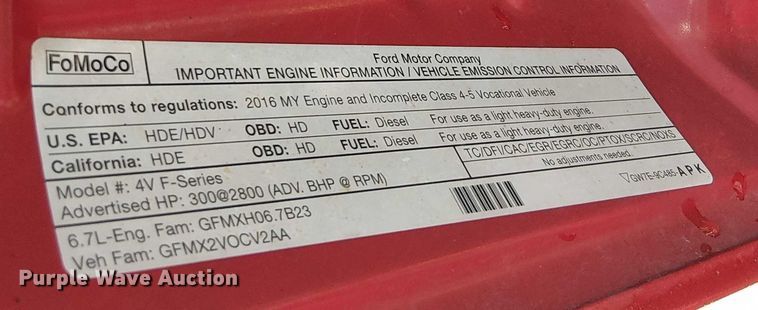 FoMoCo
Ford Motor Company
IMPORTANT ENGINE INFORMATION / VEHICLE EMISSION CONTROL INFORMATION
Conforms to regulations: 2016 MY Engine and Incomplete Class 4-5 Vocational Vehicle
U.S. EPA: HDE/HDV OBD: HD FUEL: Diesel For use as a light heavy-duty engine.
California: HDE OBD: HD FUEL: Diesel For use as a light heavy-duty engine.
Model #: 4V F-Series TC/DFI/CAC/EGR/EGRC/OC/PTOX/SCRC/NOXS
Advertised HP: 300@2800 (ADV. BHP @ RPM) No adjustments needed.
6.7L-Eng. Fam: GFMXH06.7B23 GW7E-9C485-APK
Veh Fam: GFMX2VOCV2AA
Purple Wave Auction